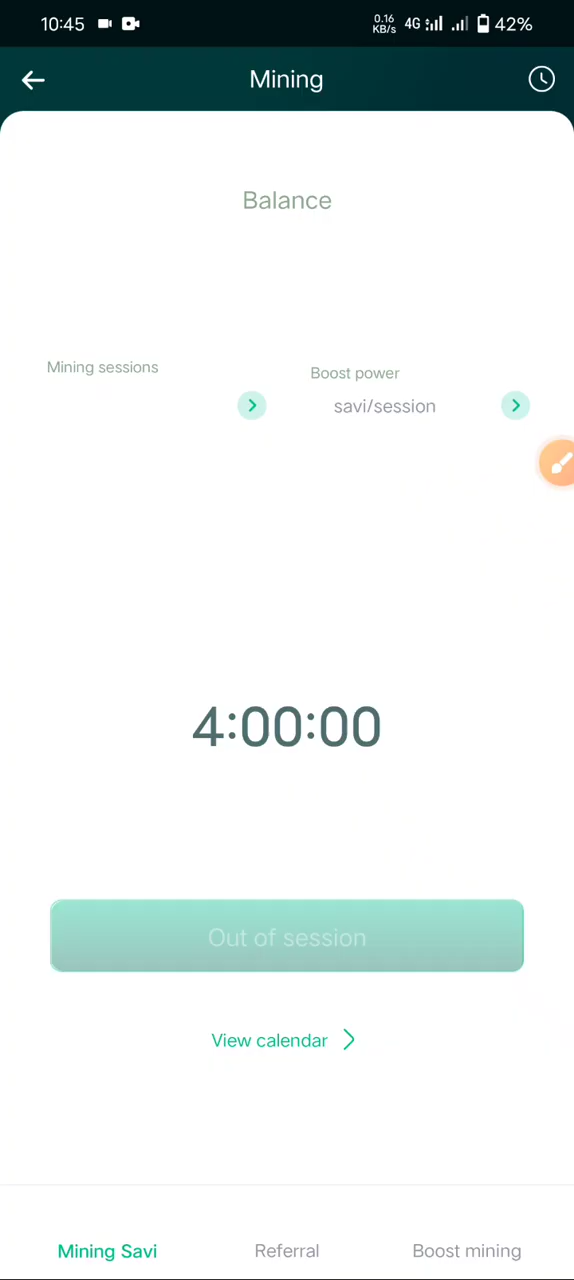 10:45
0.16
KB/s
4G
42%
Mining
Balance
Mining sessions
Boost power
savi/session
4:00:00
Out of session
View calendar
Mining Savi
Referral
Boost mining